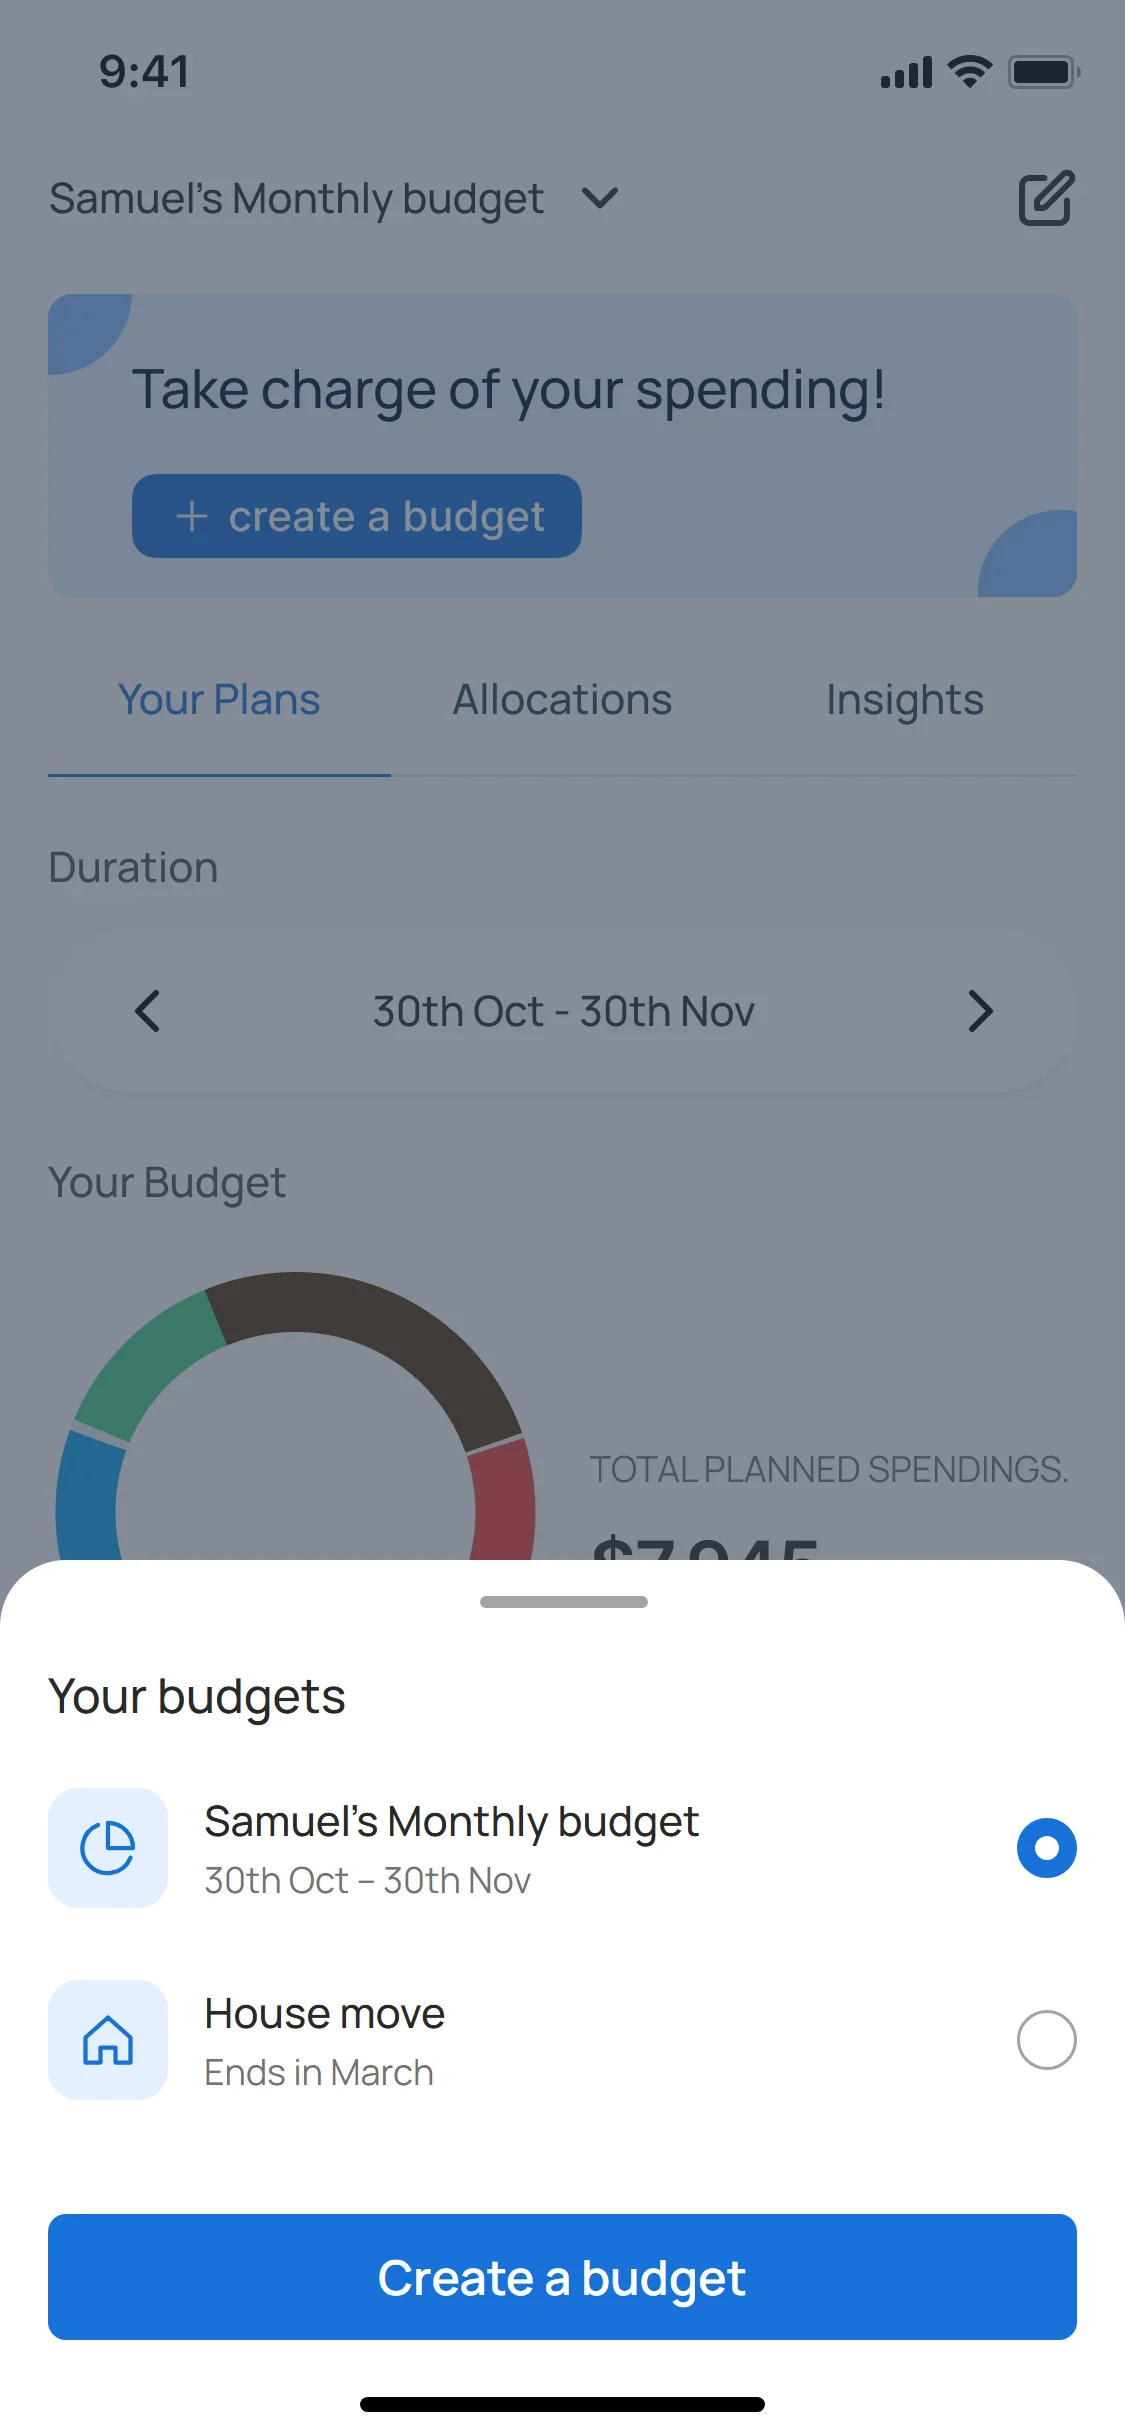 9:41
Samuel's Monthly budget
Take charge of your spending!
+ create a budget
Your Plans
Allocations
Insights
Duration
30th Oct - 30th Nov
Your Budget
TOTAL PLANNED SPENDINGS.
$7,945
Your budgets
Samuel's Monthly budget
30th Oct – 30th Nov
House move
Ends in March
Create a budget